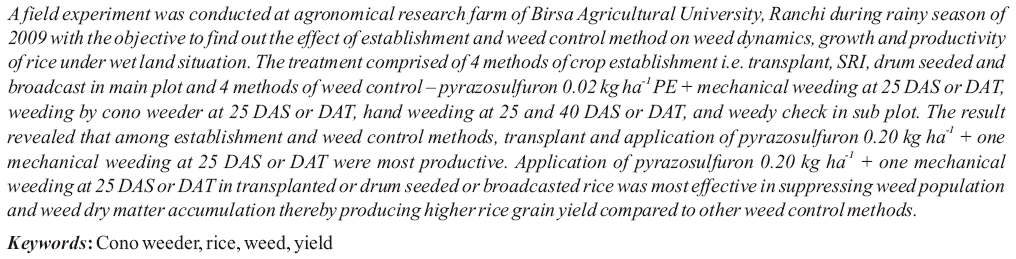 A field experiment was conducted at agronomical research farm of Birsa Agricultural University, Ranchi during rainy season of
2009 with the objective to find out the effect of establishment and weed control method on weed dynamics, growth and productivity
of rice under wet land situation. The treatment comprised of 4 methods of crop establishment i.e. transplant, SRI, drum seeded and
broadcast in main plot and 4 methods of weed control – pyrazosulfuron 0.02 kg ha⁻¹ PE + mechanical weeding at 25 DAS or DAT,
weeding by cono weeder at 25 DAS or DAT, hand weeding at 25 and 40 DAS or DAT, and weedy check in sub plot. The result
revealed that among establishment and weed control methods, transplant and application of pyrazosulfuron 0.20 kg ha⁻¹ + one
mechanical weeding at 25 DAS or DAT were most productive. Application of pyrazosulfuron 0.20 kg ha⁻¹ + one mechanical
weeding at 25 DAS or DAT in transplanted or drum seeded or broadcasted rice was most effective in suppressing weed population
and weed dry matter accumulation thereby producing higher rice grain yield compared to other weed control methods.
Keywords: Cono weeder, rice, weed, yield